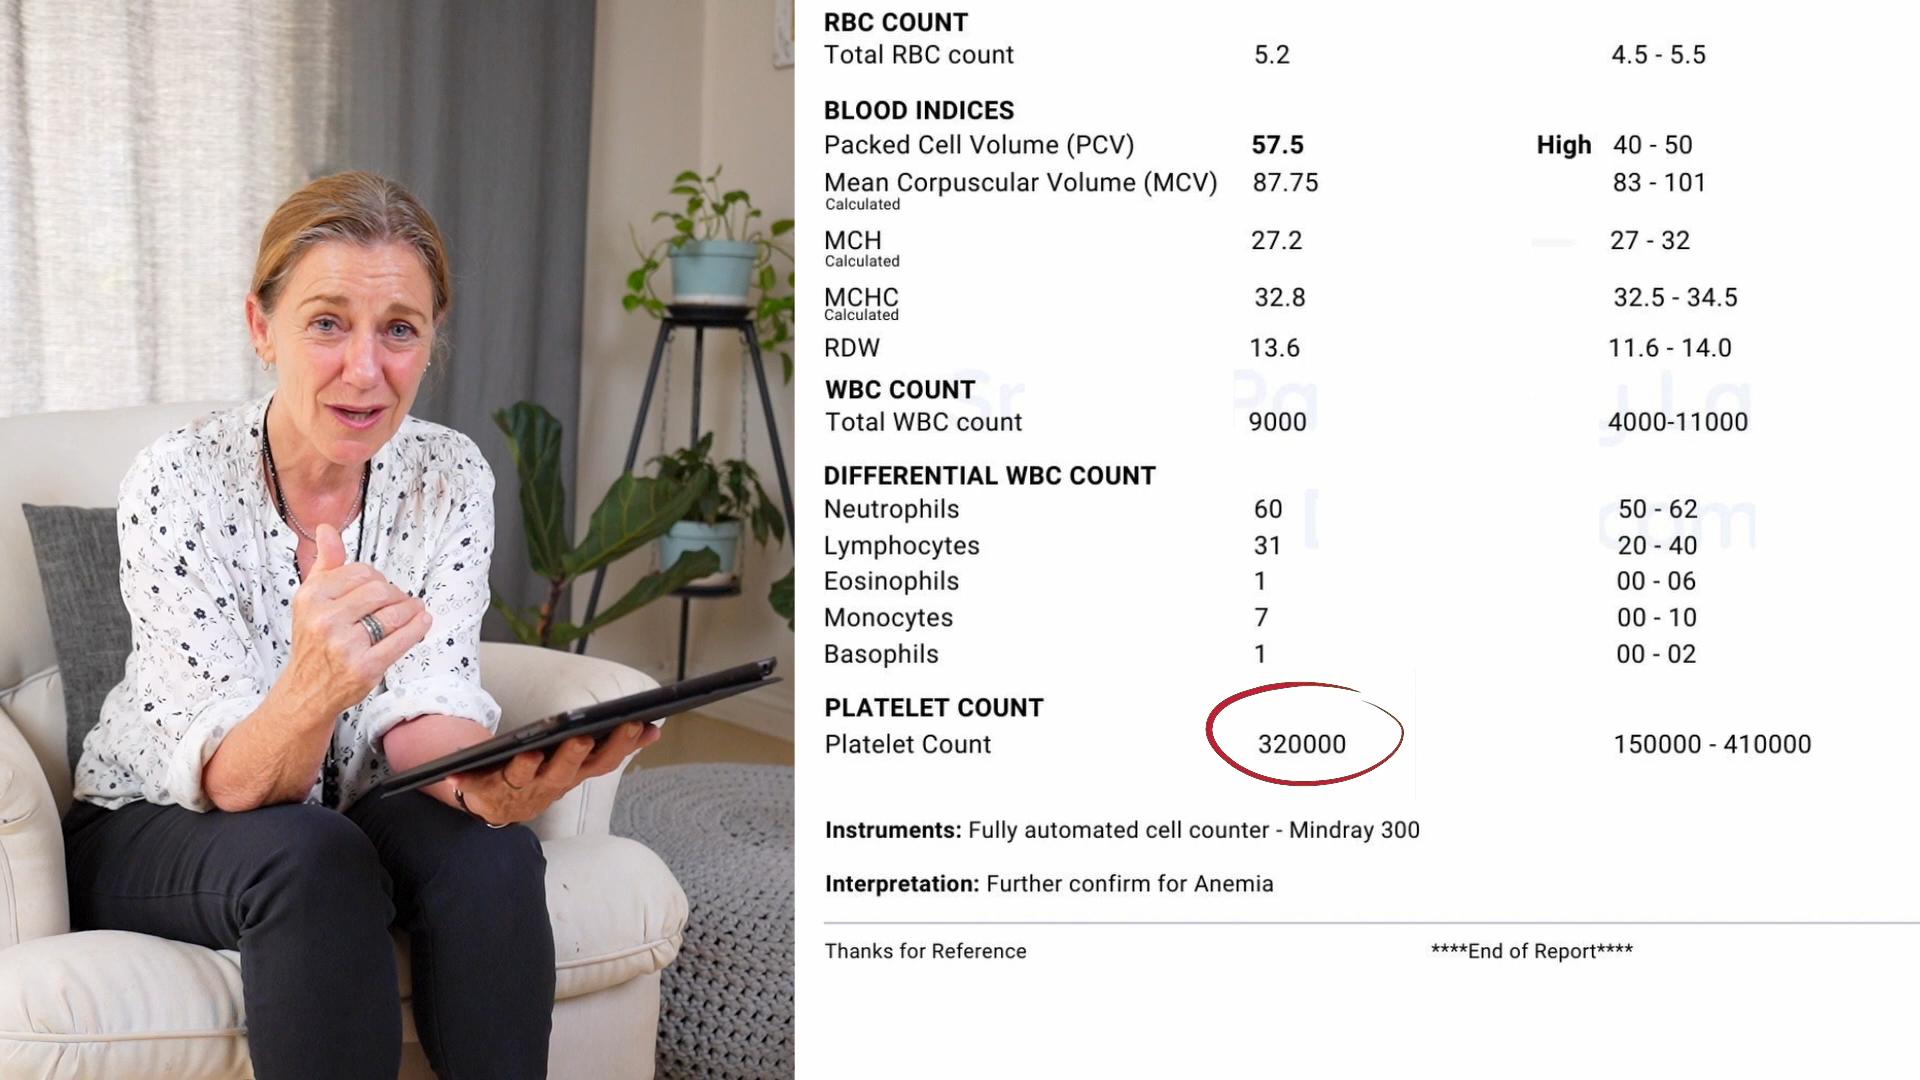 RBC COUNT
Total RBC count 5.2 4.5 - 5.5
BLOOD INDICES
Packed Cell Volume (PCV) 57.5 High 40 - 50
Mean Corpuscular Volume (MCV) 87.75 83 - 101
Calculated
MCH 27.2 27 - 32
Calculated
MCHC 32.8 32.5 - 34.5
Calculated
RDW 13.6 11.6 - 14.0
WBC COUNT
Total WBC count 9000 4000-11000
DIFFERENTIAL WBC COUNT
Neutrophils 60 50 - 62
Lymphocytes 31 20 - 40
Eosinophils 1 00 - 06
Monocytes 7 00 - 10
Basophils 1 00 - 02
PLATELET COUNT
Platelet Count 320000 150000 - 410000
Instruments: Fully automated cell counter - Mindray 300
Interpretation: Further confirm for Anemia
Thanks for Reference ****End of Report****